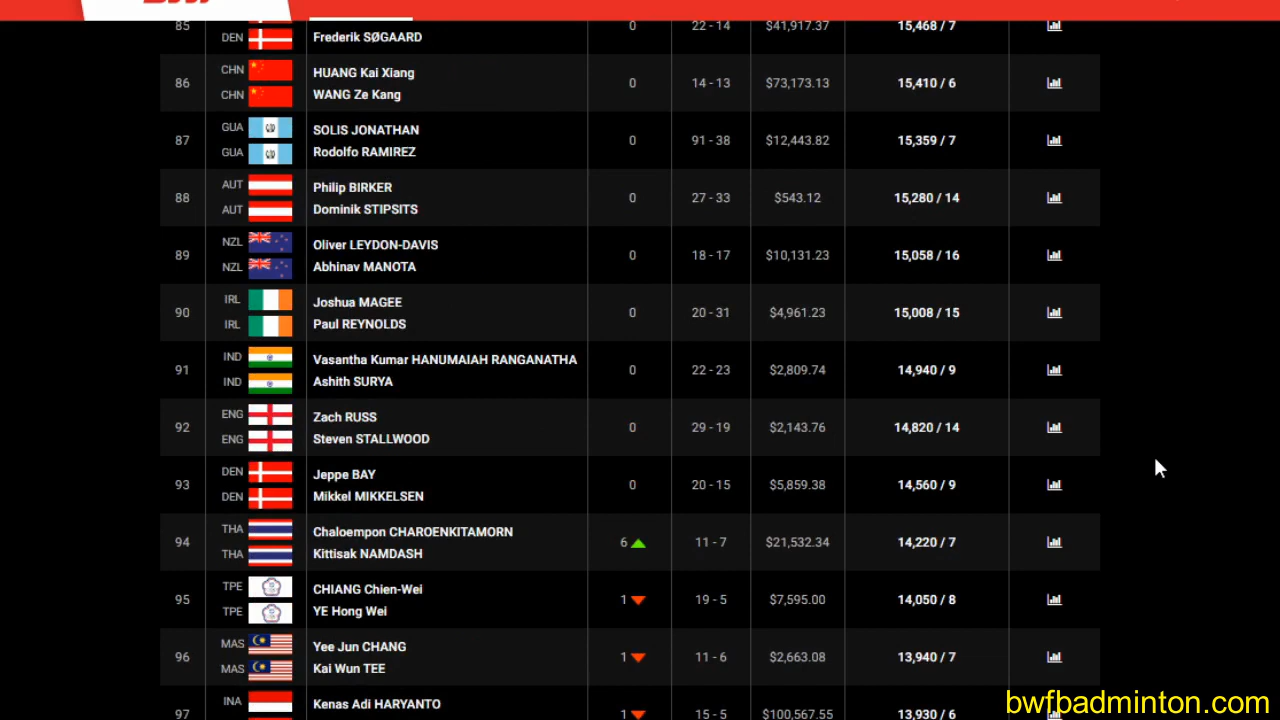 85 0 22 - 14 $41,917.37 15,468 / 7
DEN Frederik SØGAARD
CHN HUANG Kai Xiang
86 0 14 - 13 $73,173.13 15,410 / 6
CHN WANG Ze Kang
GUA SOLIS JONATHAN
87 0 91 - 38 $12,443.82 15,359 / 7
GUA Rodolfo RAMIREZ
AUT Philip BIRKER
88 0 27 - 33 $543.12 15,280 / 14
AUT Dominik STIPSITS
NZL Oliver LEYDON-DAVIS
89 0 18 - 17 $10,131.23 15,058 / 16
NZL Abhinav MANOTA
IRL Joshua MAGEE
90 0 20 - 31 $4,961.23 15,008 / 15
IRL Paul REYNOLDS
IND Vasantha Kumar HANUMAIAH RANGANATHA
91 0 22 - 23 $2,809.74 14,940 / 9
IND Ashith SURYA
ENG Zach RUSS
92 0 29 - 19 $2,143.76 14,820 / 14
ENG Steven STALLWOOD
DEN Jeppe BAY
93 0 20 - 15 $5,859.38 14,560 / 9
DEN Mikkel MIKKELSEN
THA Chaloempon CHAROENKITAMORN
94 6 11 - 7 $21,532.34 14,220 / 7
THA Kittisak NAMDASH
TPE CHIANG Chien-Wei
95 1 19 - 5 $7,595.00 14,050 / 8
TPE YE Hong Wei
MAS Yee Jun CHANG
96 1 11 - 6 $2,663.08 13,940 / 7
MAS Kai Wun TEE
INA Kenas Adi HARYANTO
97 1 15 - 5 $100,567.55 13,930 / 6
bwfbadminton.com